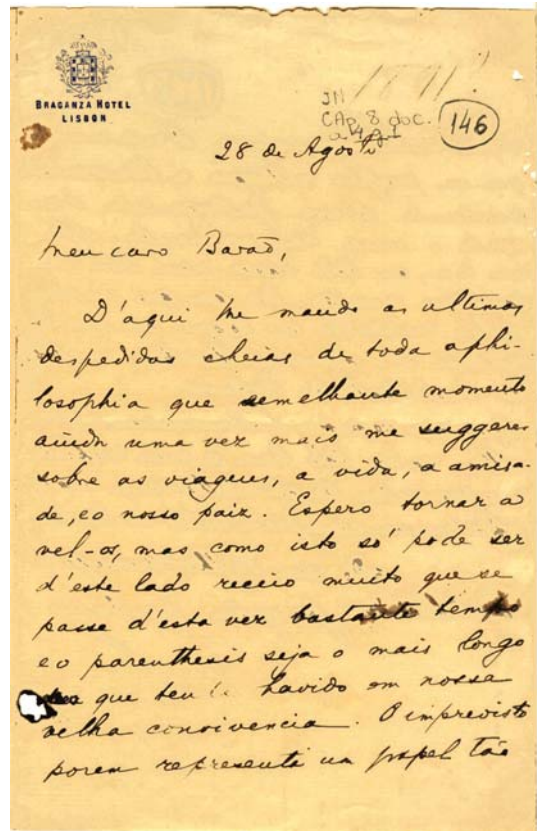 BRAGANZA HOTEL
LISBON
1891
JN
CAp. 8 doc.
146
28 de Agosto
Meu caro Barão,
D'aqui lhe mando as ultimas
despedidas cheias de toda a phi-
losophia que semelhante momento
ainda uma vez mais me suggere
sobre as viagens, a vida, a amisa-
de, e o nosso paiz. Espero tornar a
vel-os, mas como isto só pode ser
d'este lado receio muito que se
passe d'esta vez bastante tempo
e o parenthesis seja o mais longo
que tenha havido em nossa
velha convivencia. O imprevisto
porem representa um papel tão